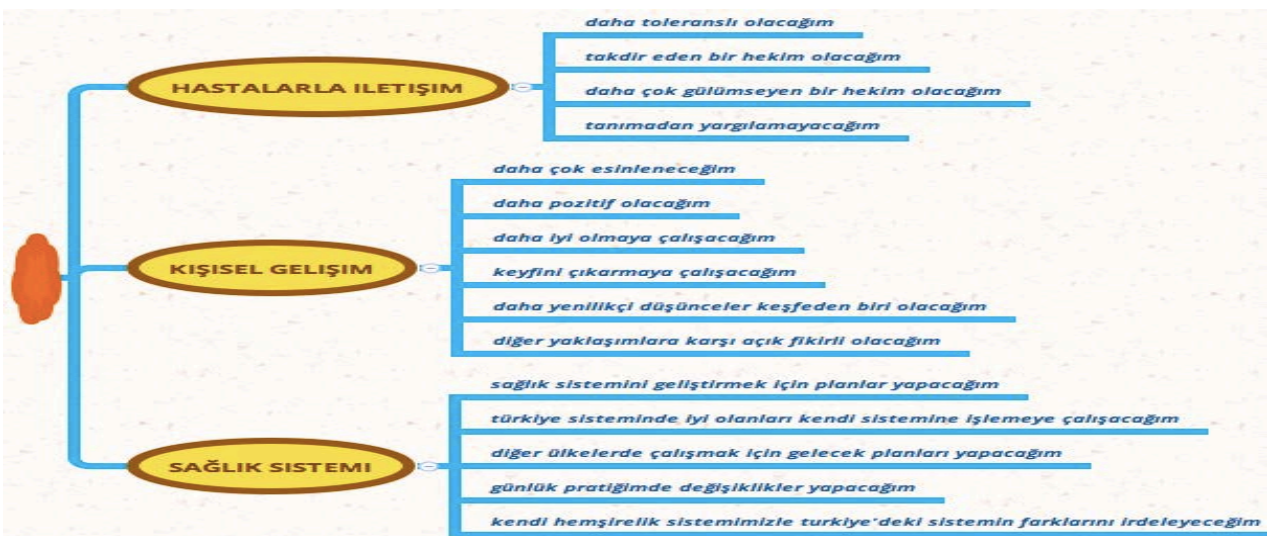 HASTALARLA ILETIŞIM
daha toleranslı olacağım
takdir eden bir hekim olacağım
daha çok gülümseyen bir hekim olacağım
tanımadan yargılamayacağım
KIŞISEL GELIŞIM
daha çok esinleneceğim
daha pozitif olacağım
daha iyi olmaya çalışacağım
keyfini çıkarmaya çalışacağım
daha yenilikçi düşünceler keşfeden biri olacağım
diğer yaklaşımlara karşı açık fikirli olacağım
SAĞLIK SISTEMI
sağlık sistemini geliştirmek için planlar yapacağım
türkiye sisteminde iyi olanları kendi sistemine işlemeye çalışacağım
diğer ülkelerde çalışmak için gelecek planları yapacağım
günlük pratiğimde değişiklikler yapacağım
kendi hemşirelik sistemimizle turkiye'deki sistemin farklarını irdeleyeceğim